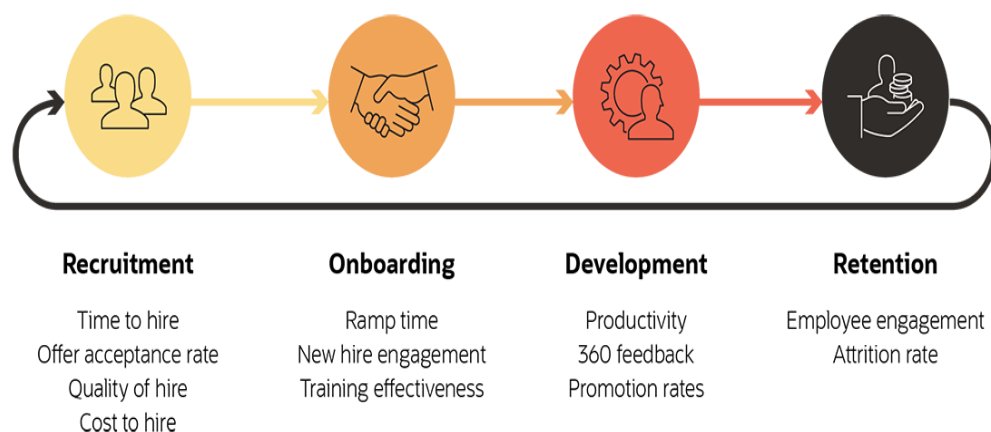 Recruitment
Time to hire
Offer acceptance rate
Quality of hire
Cost to hire
Onboarding
Ramp time
New hire engagement
Training effectiveness
Development
Productivity
360 feedback
Promotion rates
Retention
Employee engagement
Attrition rate